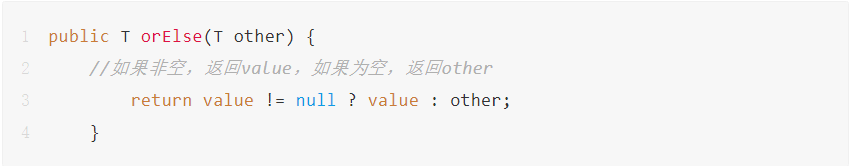 1 public T orElse(T other) {
2 //如果非空，返回value，如果为空，返回other
3 return value != null ? value : other;
4 }